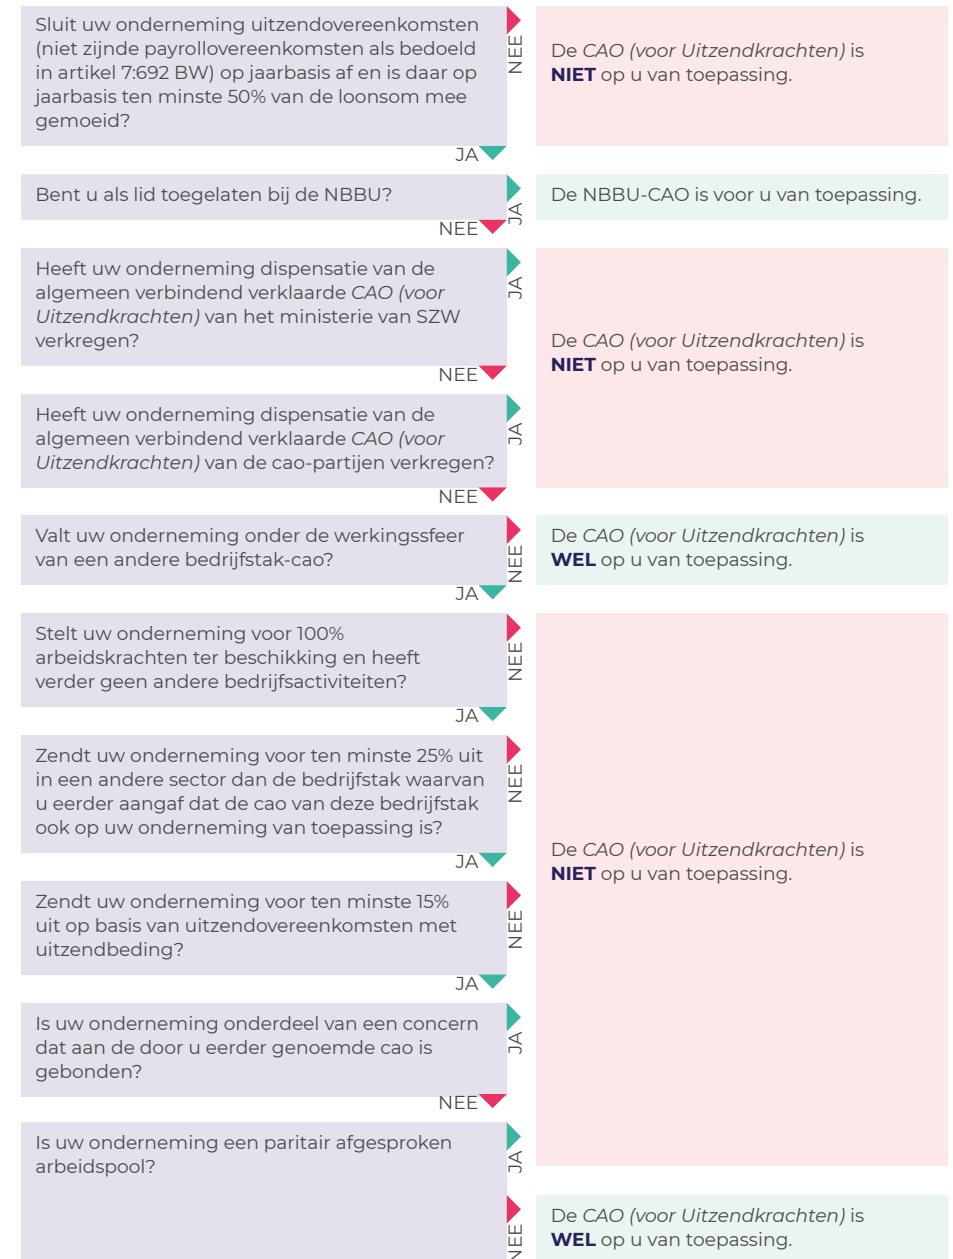 Sluit uw onderneming uitzendovereenkomsten
(niet zijnde payrollovereenkomsten als bedoeld
in artikel 7:692 BW) op jaarbasis af en is daar op
jaarbasis ten minste 50% van de loonsom mee
gemoeid?
NEE
De CAO (voor Uitzendkrachten) is
NIET op u van toepassing.
JA
Bent u als lid toegelaten bij de NBBU?
JA
De NBBU-CAO is voor u van toepassing.
NEE
Heeft uw onderneming dispensatie van de
algemeen verbindend verklaarde CAO (voor
Uitzendkrachten) van het ministerie van SZW
verkregen?
JA
De CAO (voor Uitzendkrachten) is
NIET op u van toepassing.
NEE
Heeft uw onderneming dispensatie van de
algemeen verbindend verklaarde CAO (voor
Uitzendkrachten) van de cao-partijen verkregen?
JA
NEE
Valt uw onderneming onder de werkingssfeer
van een andere bedrijfstak-cao?
NEE
De CAO (voor Uitzendkrachten) is
WEL op u van toepassing.
JA
Stelt uw onderneming voor 100%
arbeidskrachten ter beschikking en heeft
verder geen andere bedrijfsactiviteiten?
NEE
JA
Zendt uw onderneming voor ten minste 25% uit
in een andere sector dan de bedrijfstak waarvan
u eerder aangaf dat de cao van deze bedrijfstak
ook op uw onderneming van toepassing is?
NEE
De CAO (voor Uitzendkrachten) is
NIET op u van toepassing.
JA
Zendt uw onderneming voor ten minste 15%
uit op basis van uitzendovereenkomsten met
uitzendbeding?
NEE
JA
Is uw onderneming onderdeel van een concern
dat aan de door u eerder genoemde cao is
gebonden?
JA
NEE
Is uw onderneming een paritair afgesproken
arbeidspool?
JA
NEE
De CAO (voor Uitzendkrachten) is
WEL op u van toepassing.